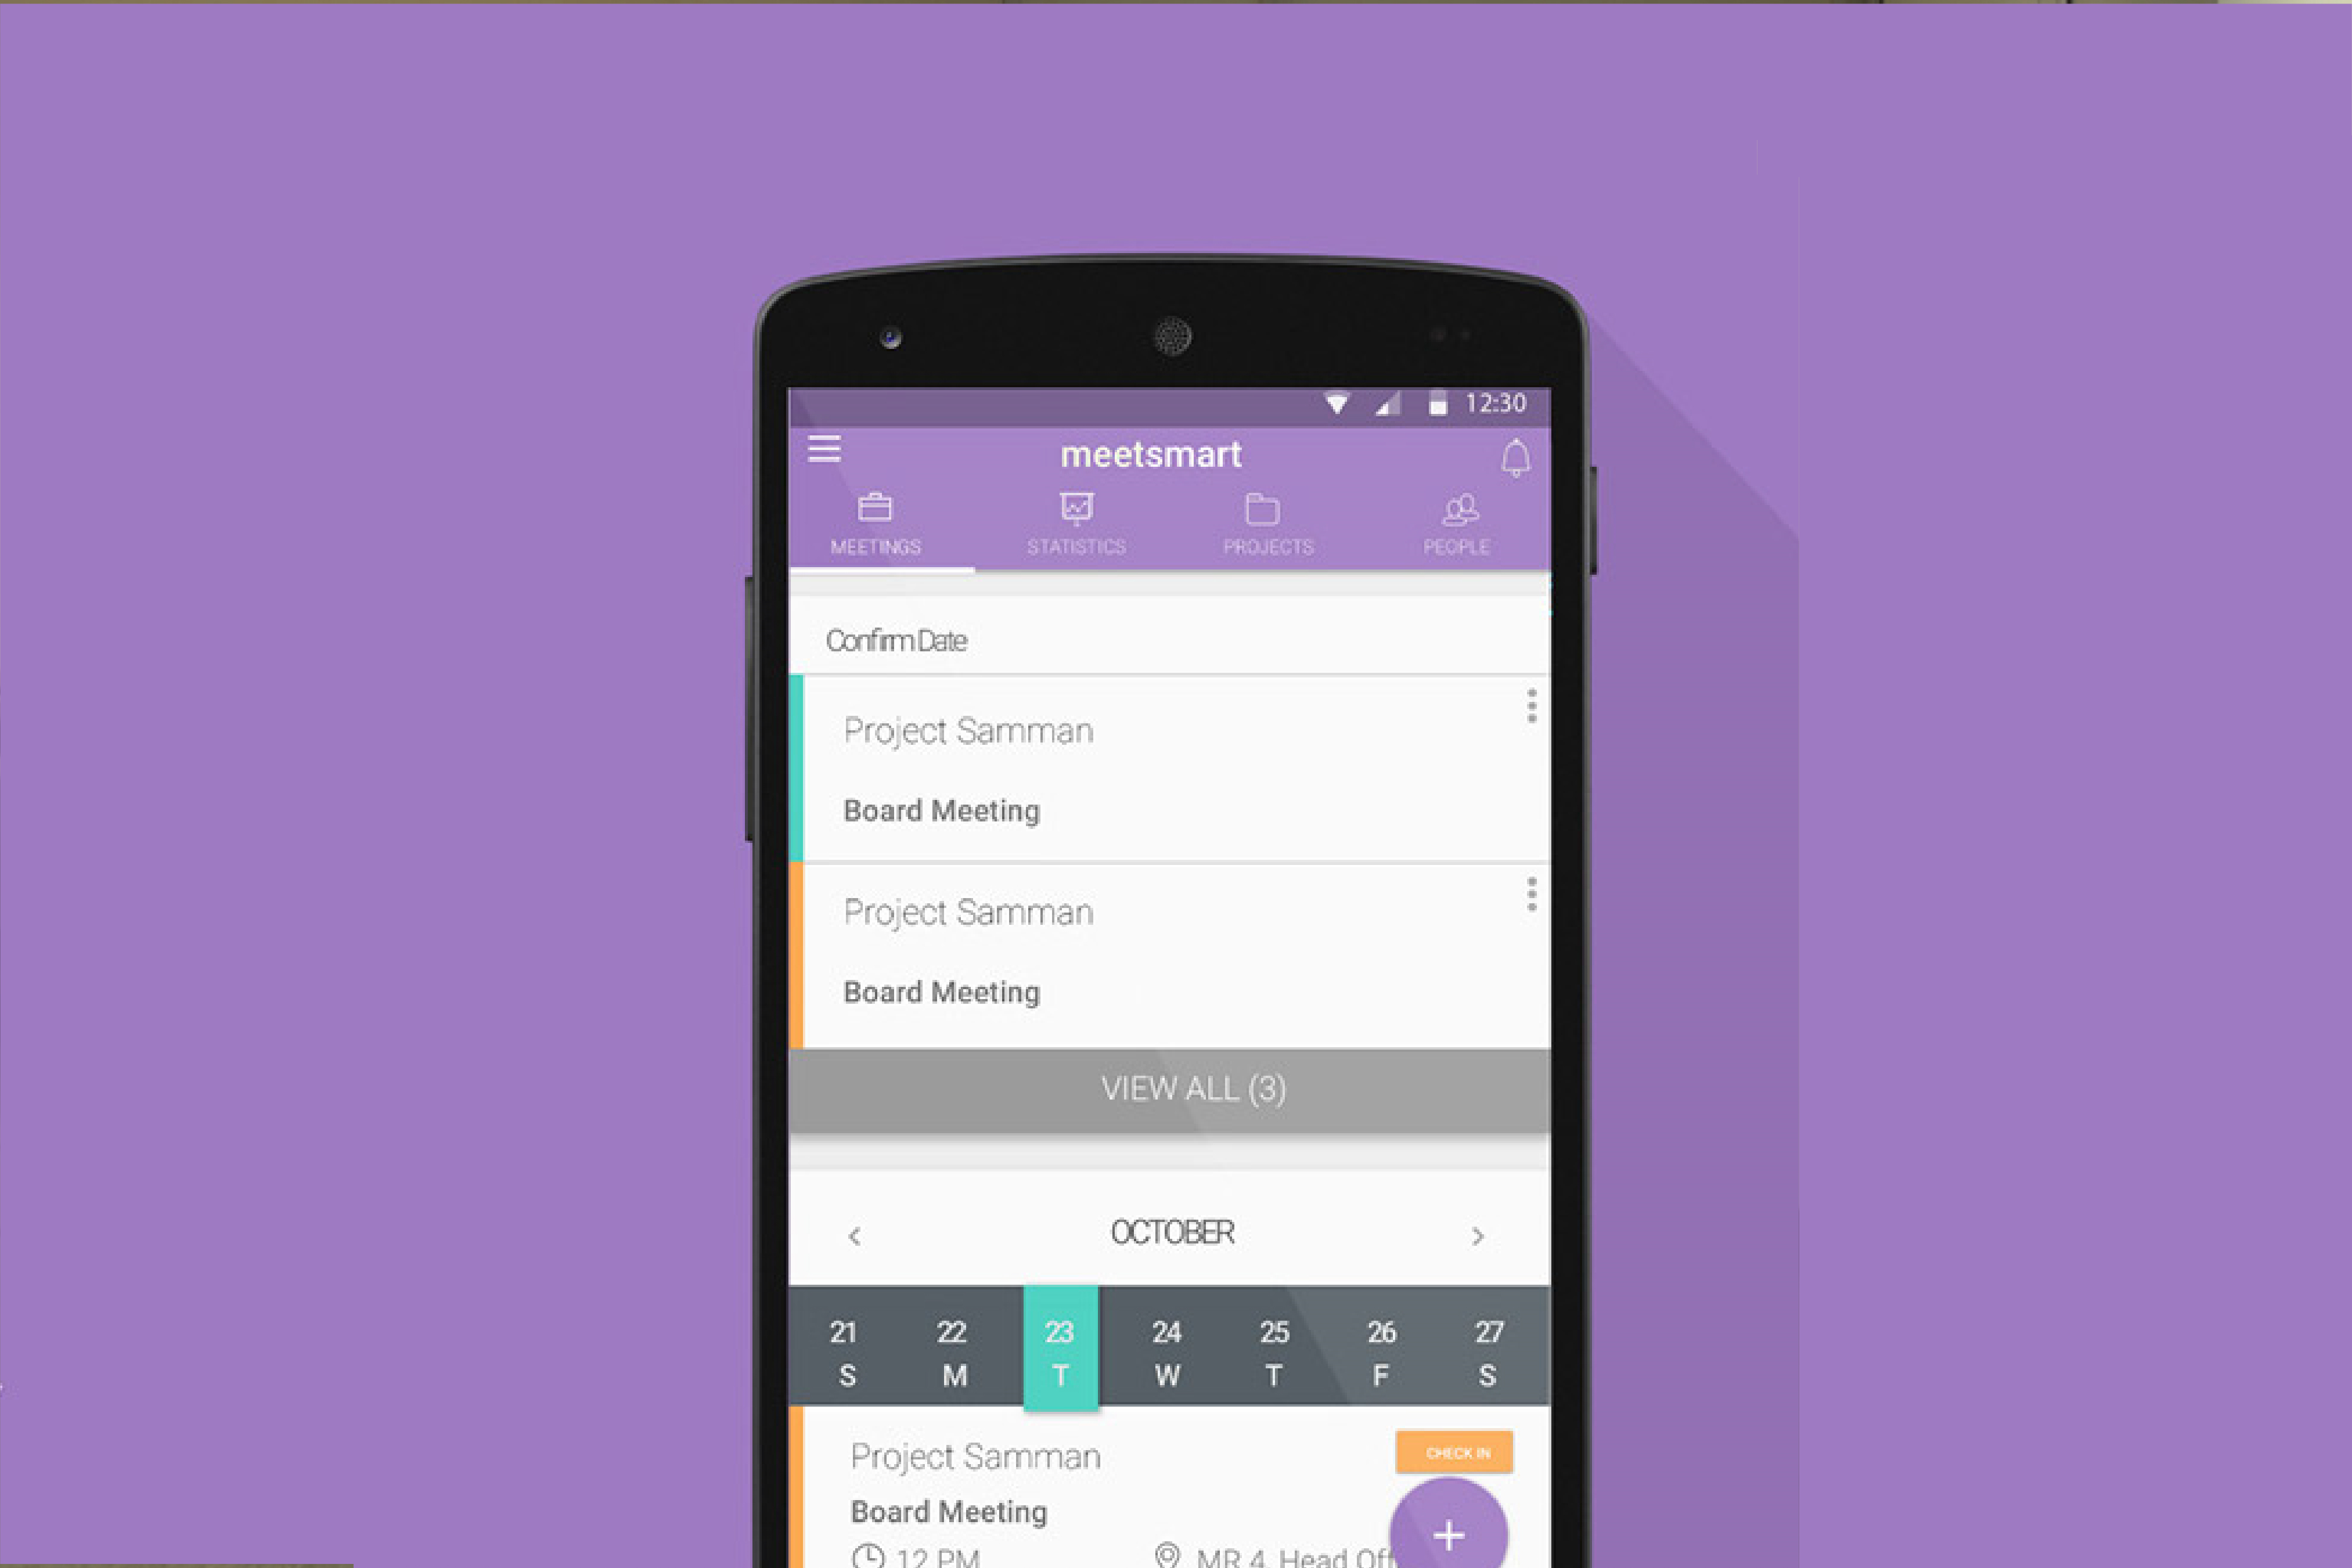 12:30
meetsmart
MEETINGS STATISTICS PROJECTS PEOPLE
Confirm Date
Project Samman
Board Meeting
Project Samman
Board Meeting
VIEW ALL (3)
< OCTOBER >
21 22 23 24 25 26 27
S M T W T F S
Project Samman
CHECK IN
Board Meeting
+
12 PM MR 4, Head Off